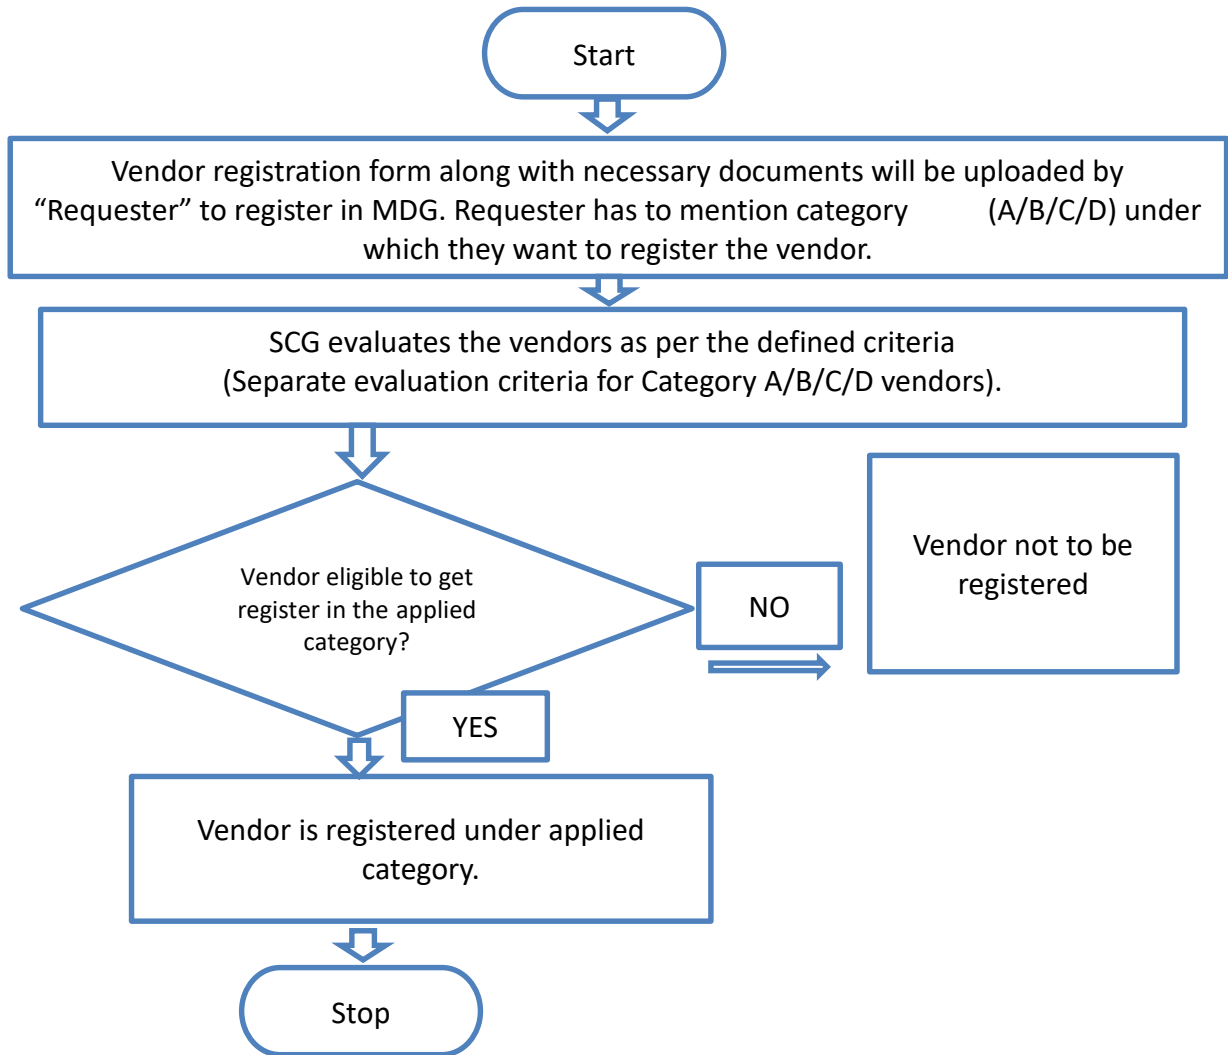 Start
Vendor registration form along with necessary documents will be uploaded by
“Requester” to register in MDG. Requester has to mention category (A/B/C/D) under
which they want to register the vendor.
SCG evaluates the vendors as per the defined criteria
(Separate evaluation criteria for Category A/B/C/D vendors).
Vendor eligible to get
register in the applied
category?
NO
Vendor not to be
registered
YES
Vendor is registered under applied
category.
Stop